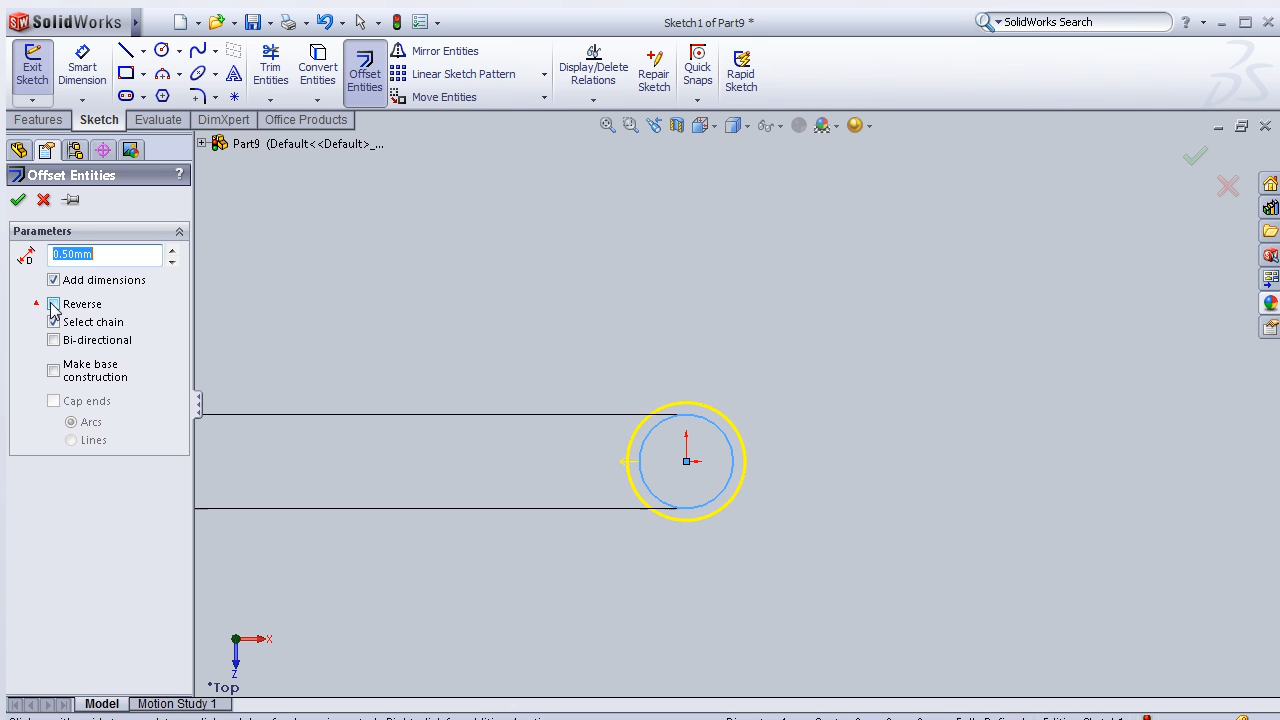 SolidWorks
Sketch1 of Part9 *
SolidWorks Search
?
Exit
Sketch
Smart
Dimension
Trim
Entities
Convert
Entities
Offset
Entities
Mirror Entities
Linear Sketch Pattern
Move Entities
Display/Delete
Relations
Repair
Sketch
Quick
Snaps
Rapid
Sketch
Features
Sketch
Evaluate
DimXpert
Office Products
Part9 (Default<<Default>_...
Offset Entities
?
Parameters
D
0.50mm
Add dimensions
Reverse
Select chain
Bi-directional
Make base
construction
Cap ends
Arcs
Lines
X
Z
*Top
Model
Motion Study 1